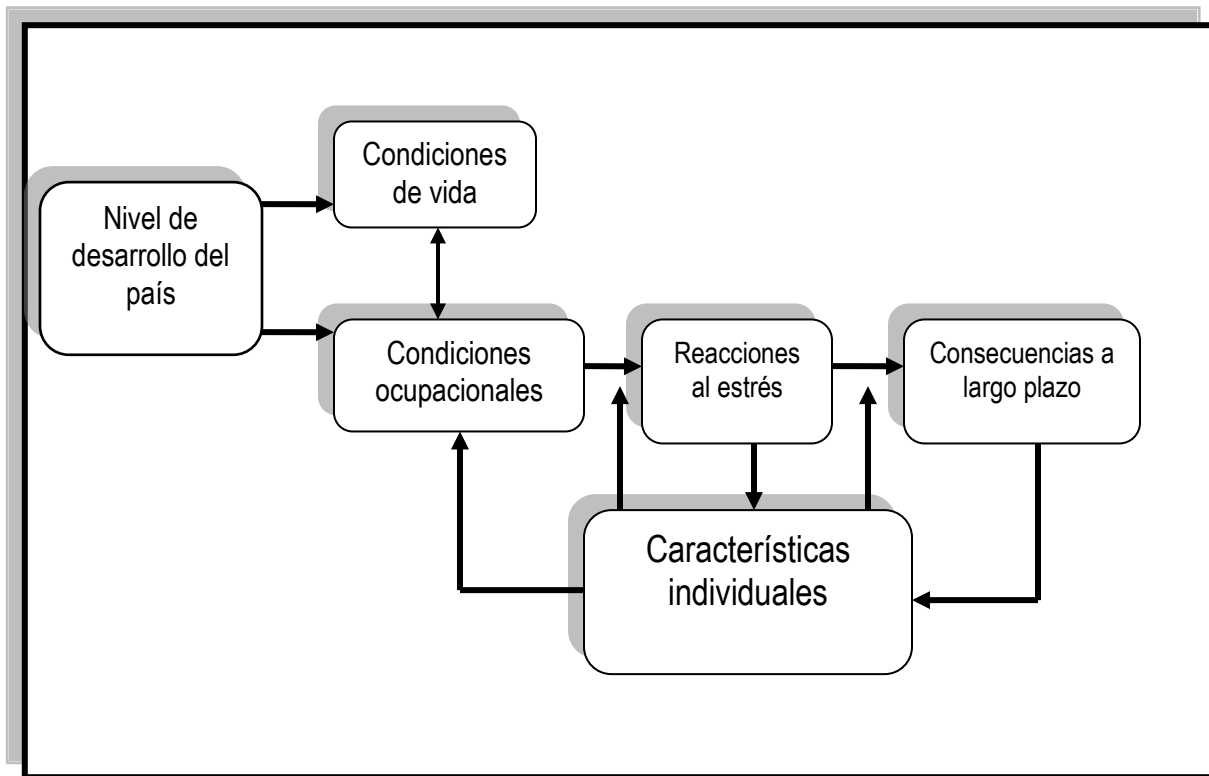 Condiciones
de vida
Nivel de
desarrollo del
país
Condiciones
ocupacionales
Reacciones
al estrés
Consecuencias a
largo plazo
Características
individuales